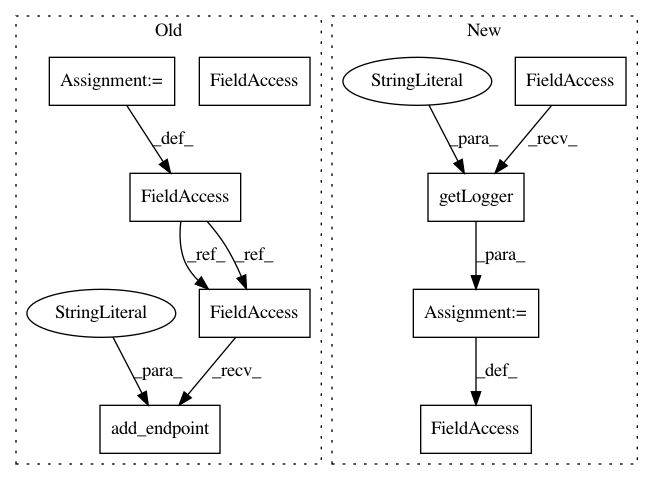 Old
New
Assignment:=
FieldAccess
StringLiteral
FieldAccess
_def_
_para_
_recv_
FieldAccess
getLogger
_ref_
_ref_
_para_
StringLiteral
FieldAccess
Assignment:=
_para_
_recv_
_def_
add_endpoint
FieldAccess